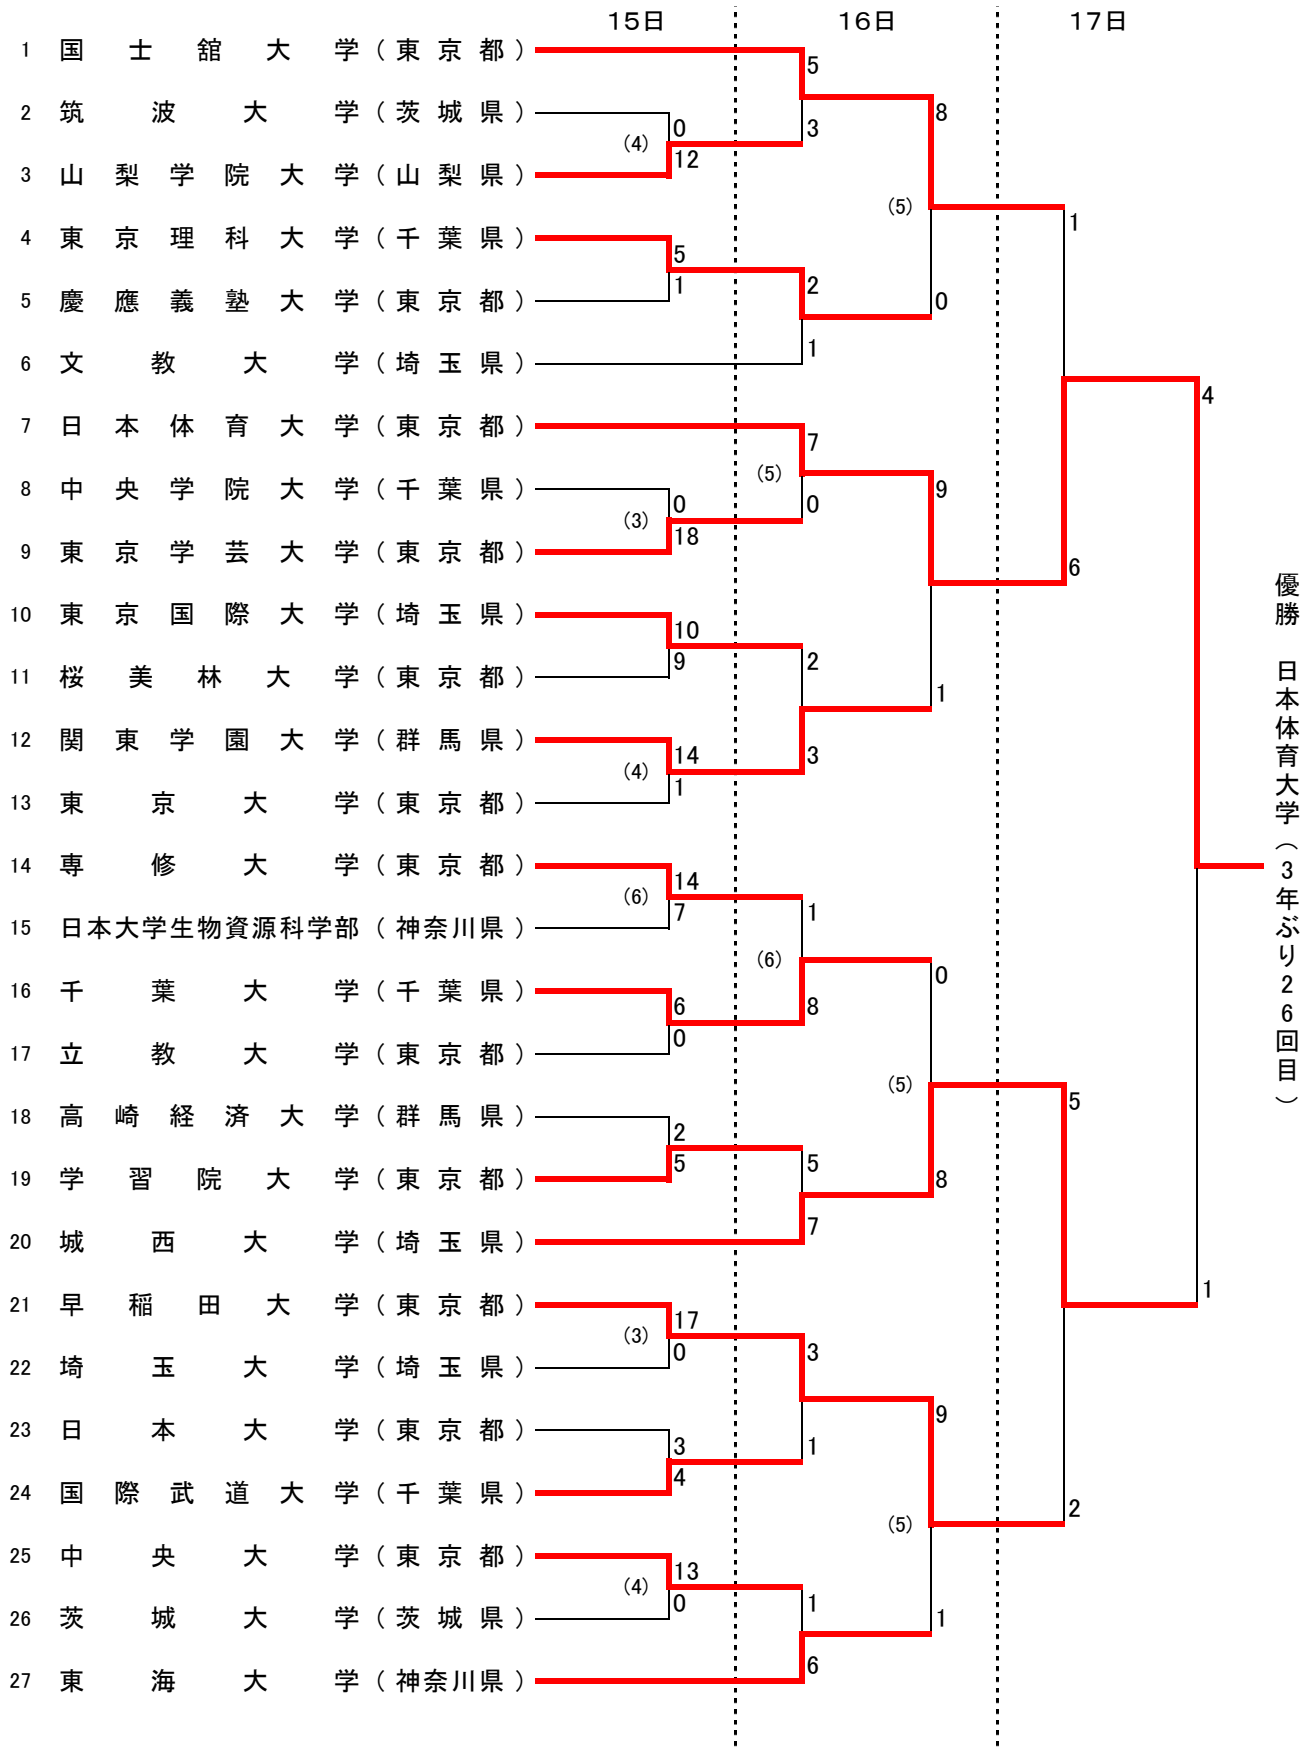 15日 16日 17日
1 国士舘大学(東京都)
5
2 筑波大学(茨城県)
0
3
8
(4)
12
3 山梨学院大学(山梨県)
(5)
1
4 東京理科大学(千葉県)
5
5 慶應義塾大学(東京都)
1
2
0
6 文教大学(埼玉県)
1
4
7 日本体育大学(東京都)
7
(5)
8 中央学院大学(千葉県)
0
0
9
(3)
18
9 東京学芸大学(東京都)
6
10 東京国際大学(埼玉県)
10
11 桜美林大学(東京都)
9
2
1
12 関東学園大学(群馬県)
14
3
(4)
13 東京大学(東京都)
1
14 専修大学(東京都)
14
(6)
15 日本大学生物資源科学部(神奈川県)
7
1
(6)
0
16 千葉大学(千葉県)
6
8
17 立教大学(東京都)
0
(5)
5
18 高崎経済大学(群馬県)
2
19 学習院大学(東京都)
5
5
8
20 城西大学(埼玉県)
7
1
21 早稲田大学(東京都)
17
(3)
22 埼玉大学(埼玉県)
0
3
9
23 日本大学(東京都)
3
1
24 国際武道大学(千葉県)
4
(5)
2
25 中央大学(東京都)
13
(4)
26 茨城大学(茨城県)
0
1
1
27 東海大学(神奈川県)
6
優勝 日本体育大学(3年ぶり26回目)